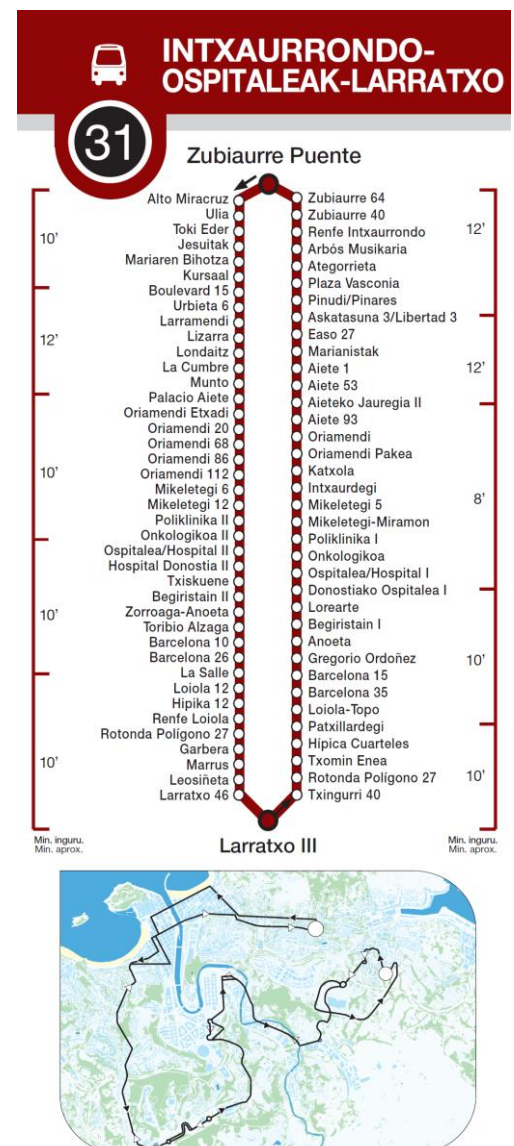 INTXAURRONDO-
OSPITALEAK-LARRATXO
31
Zubiaurre Puente
Alto Miracruz
Ulia
Toki Eder
Jesuitak
Mariaren Bihotza
Kursaal
Boulevard 15
Urbieta 6
Larramendi
Lizarra
Londaitz
La Cumbre
Munto
Palacio Aiete
Oriamendi Etxadi
Oriamendi 20
Oriamendi 68
Oriamendi 86
Oriamendi 112
Mikeletegi 6
Mikeletegi 12
Poliklinika II
Onkologikoa II
Ospitalea/Hospital II
Hospital Donostia II
Txiskuene
Begiristain II
Zorroaga-Anoeta
Toribio Alzaga
Barcelona 10
Barcelona 26
La Salle
Loiola 12
Hipika 12
Renfe Loiola
Rotonda Polígono 27
Garbera
Marrus
Leosiñeta
Larratxo 46
10'
12'
10'
10'
10'
Min. inguru.
Min. aprox.
Zubiaurre 64
Zubiaurre 40
Renfe Intxaurrondo
Arbós Musikaria
Ategorrieta
Plaza Vasconia
Pinudi/Pinares
Askatasuna 3/Libertad 3
Easo 27
Marianistak
Aiete 1
Aiete 53
Aieteko Jauregia II
Aiete 93
Oriamendi
Oriamendi Pakea
Katxola
Intxaurdegi
Mikeletegi 5
Mikeletegi-Miramon
Poliklinika I
Onkologikoa
Ospitalea/Hospital I
Donostiako Ospitalea I
Lorearte
Begiristain I
Anoeta
Gregorio Ordoñez
Barcelona 15
Barcelona 35
Loiola-Topo
Patxillardegi
Hípica Cuarteles
Txomin Enea
Rotonda Polígono 27
Txingurri 40
12'
12'
8'
10'
10'
Min. inguru.
Min. aprox.
Larratxo III